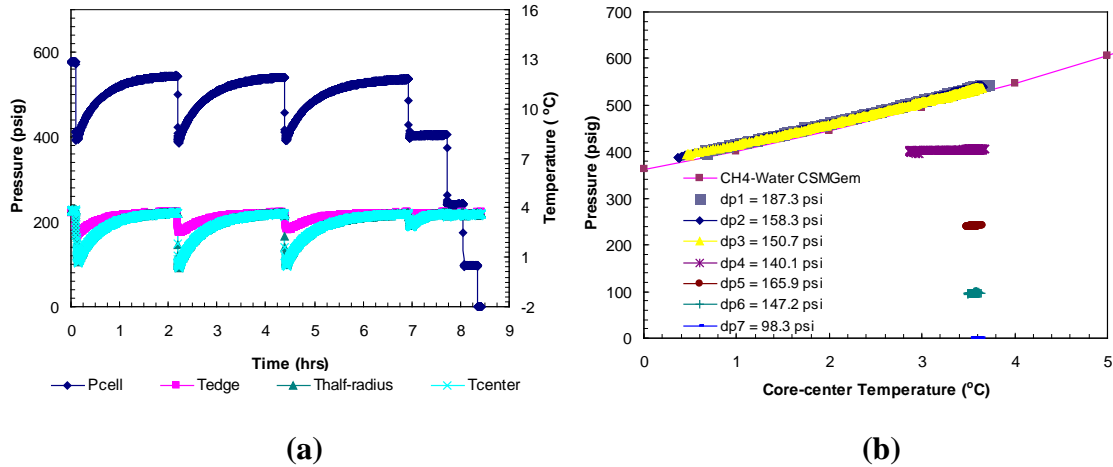 Pressure (psig)
600
400
200
0
16
13
10
7
4
1
-2
Temperature ( °C)
0 1 2 3 4 5 6 7 8 9
Time (hrs)
Pcell Tedge Thalf-radius Tcenter
(a)
Pressure (psig)
700
600
500
400
300
200
100
0
CH4-Water CSMGem
dp1 = 187.3 psi
dp2 = 158.3 psi
dp3 = 150.7 psi
dp4 = 140.1 psi
dp5 = 165.9 psi
dp6 = 147.2 psi
dp7 = 98.3 psi
0 1 2 3 4 5
Core-center Temperature (°C)
(b)